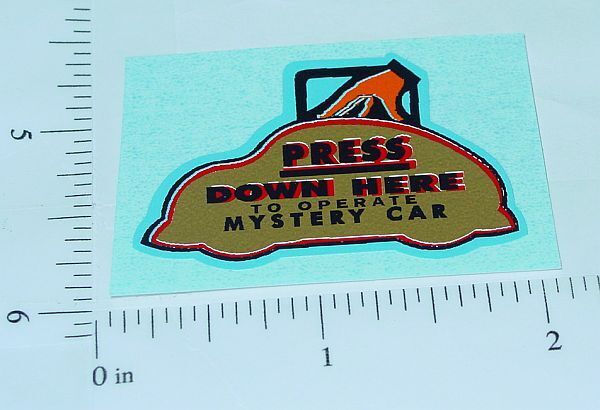 PRESS
DOWN HERE
TO OPERATE
MYSTERY CAR
5
6
0 in
1
2